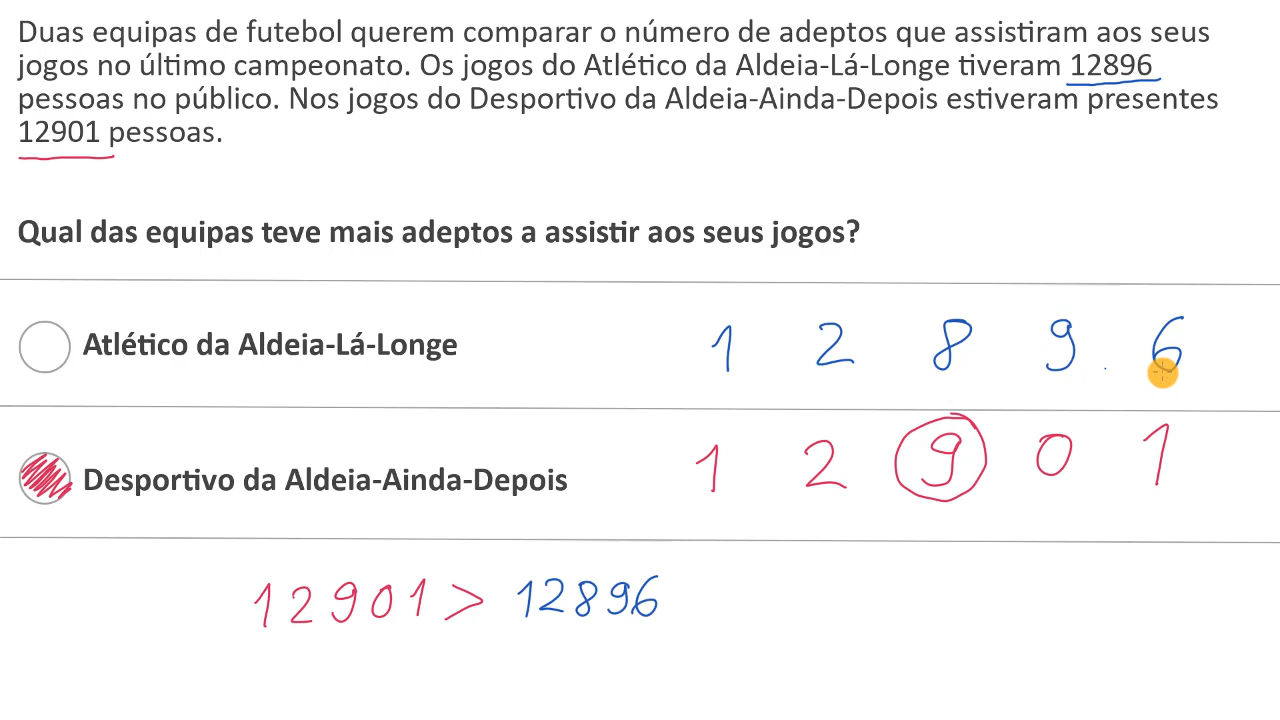 Duas equipas de futebol querem comparar o número de adeptos que assistiram aos seus
jogos no último campeonato. Os jogos do Atlético da Aldeia-Lá-Longe tiveram 12896
pessoas no público. Nos jogos do Desportivo da Aldeia-Ainda-Depois estiveram presentes
12901 pessoas.
Qual das equipas teve mais adeptos a assistir aos seus jogos?
Atlético da Aldeia-Lá-Longe 1 2 8 9 6
Desportivo da Aldeia-Ainda-Depois 1 2 9 0 1
12901 > 12896